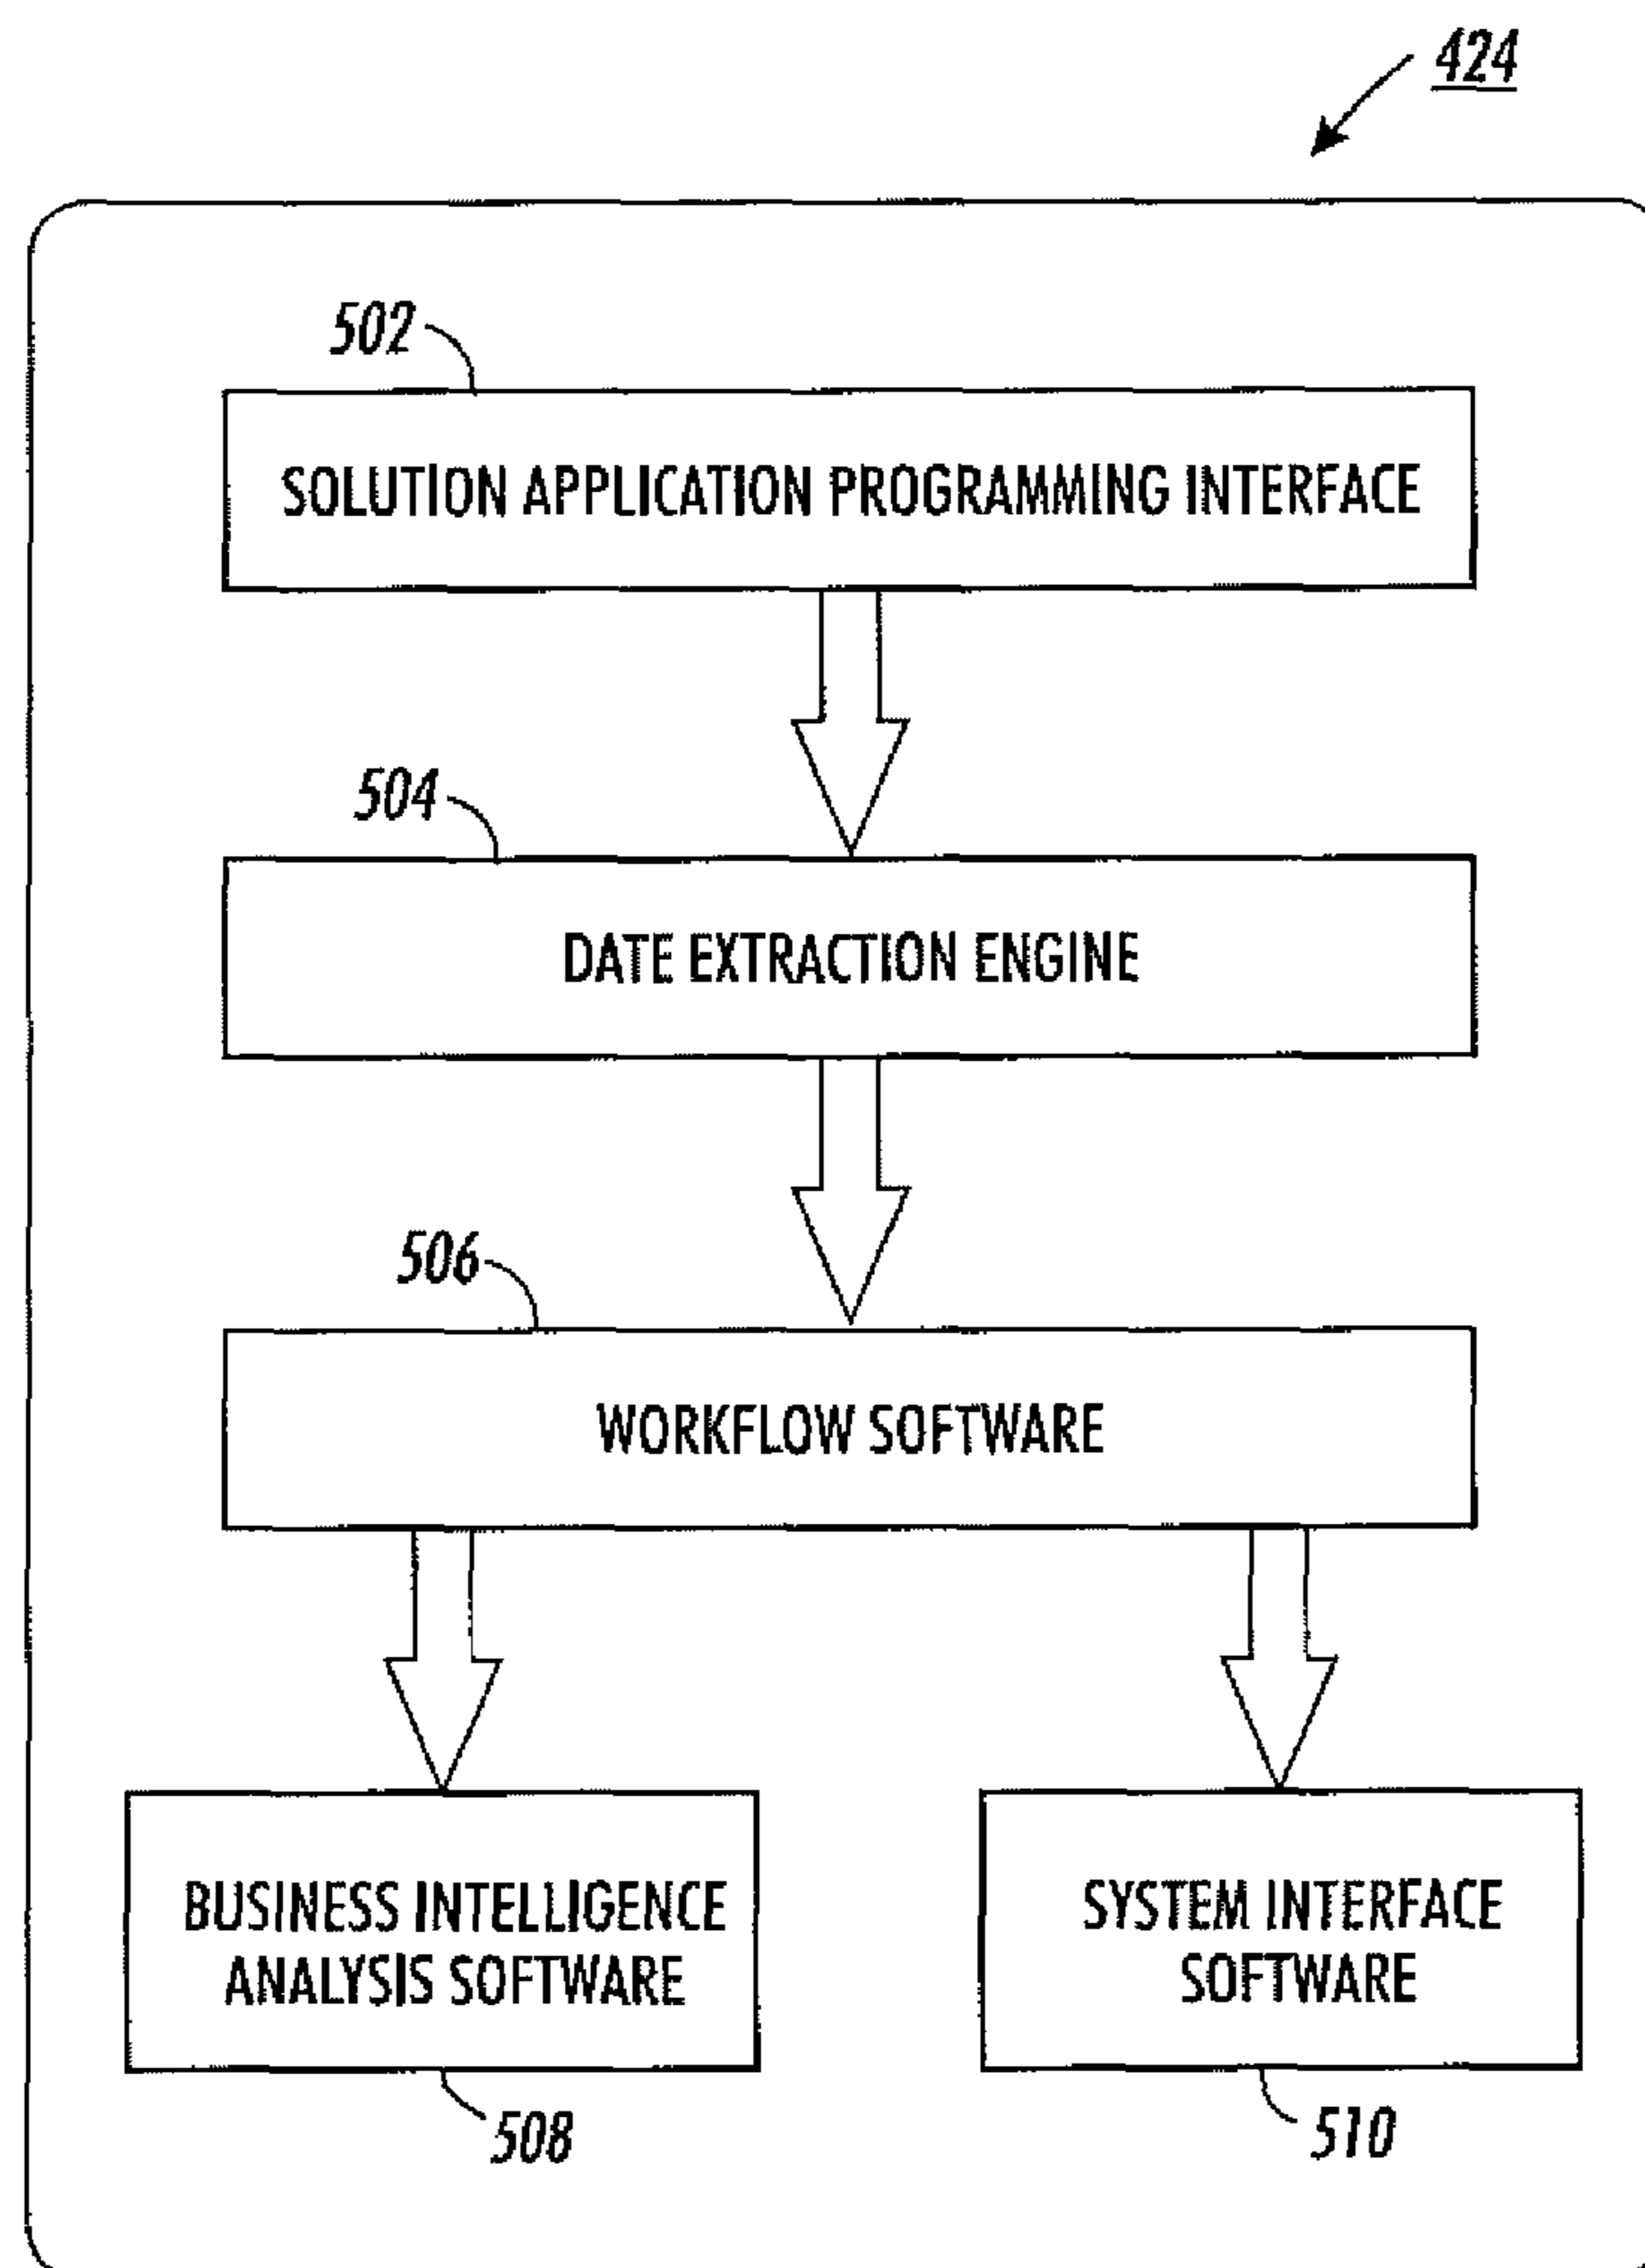 424
502
SOLUTION APPLICATION PROGRAMMING INTERFACE
504
DATE EXTRACTION ENGINE
506
WORKFLOW SOFTWARE
BUSINESS INTELLIGENCE
ANALYSIS SOFTWARE
508
SYSTEM INTERFACE
SOFTWARE
510